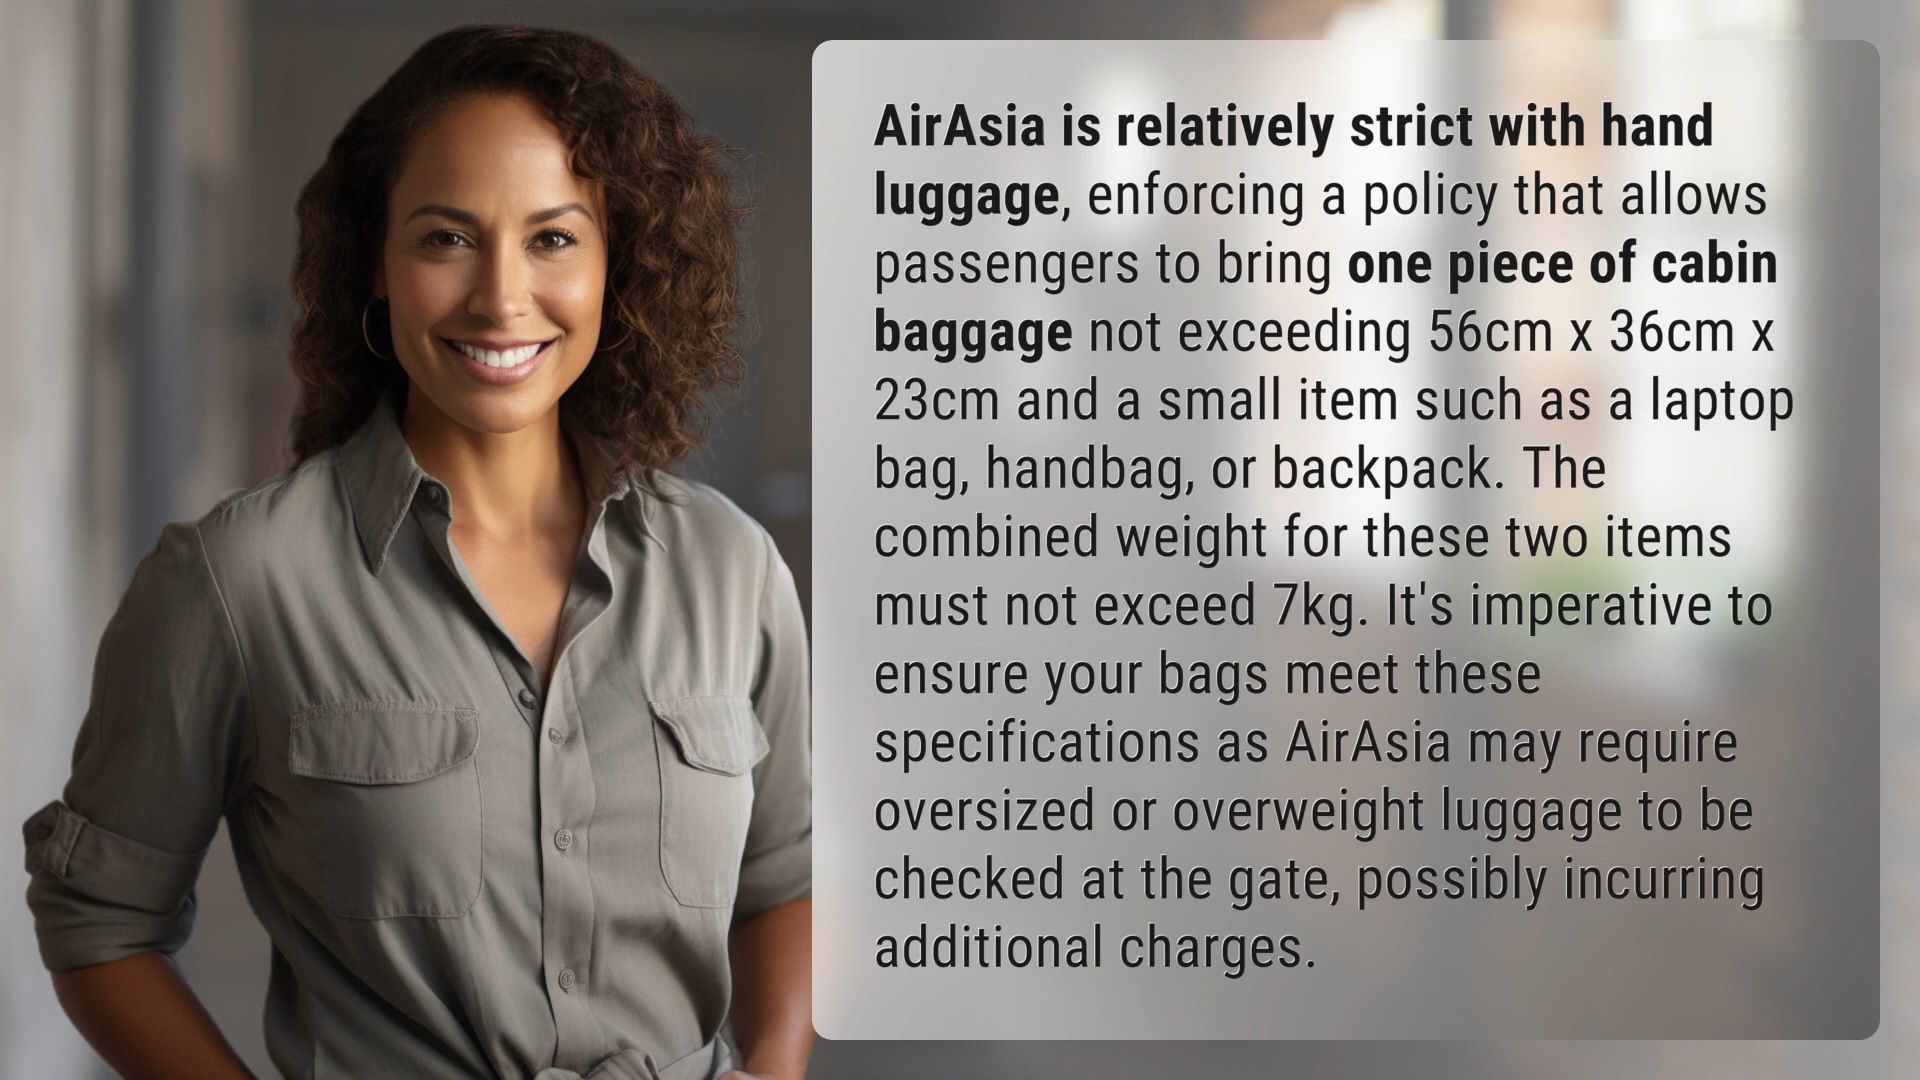 AirAsia is relatively strict with hand
luggage, enforcing a policy that allows
passengers to bring one piece of cabin
baggage not exceeding 56cm x 36cm x
23cm and a small item such as a laptop
bag, handbag, or backpack. The
combined weight for these two items
must not exceed 7kg. It's imperative to
ensure your bags meet these
specifications as AirAsia may require
oversized or overweight luggage to be
checked at the gate, possibly incurring
additional charges.